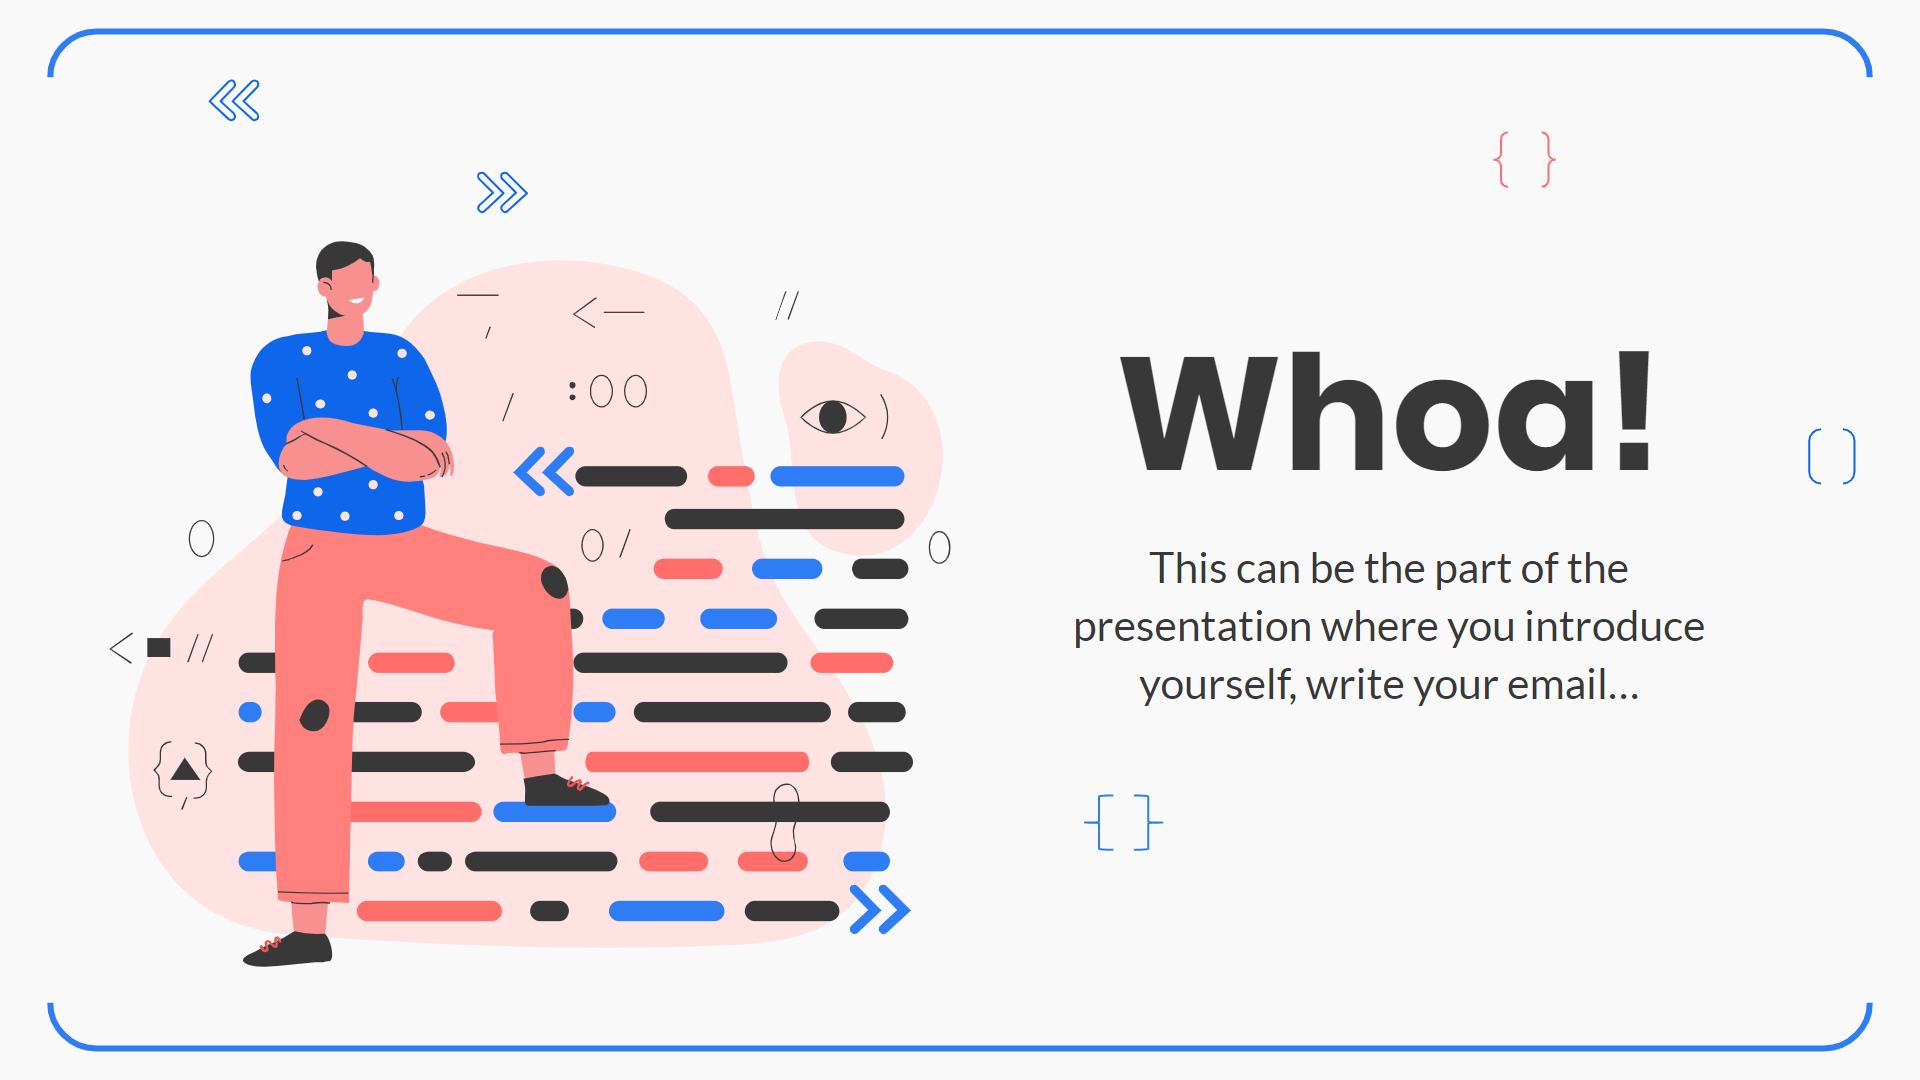 Whoa!
This can be the part of the
presentation where you introduce
yourself, write your email...